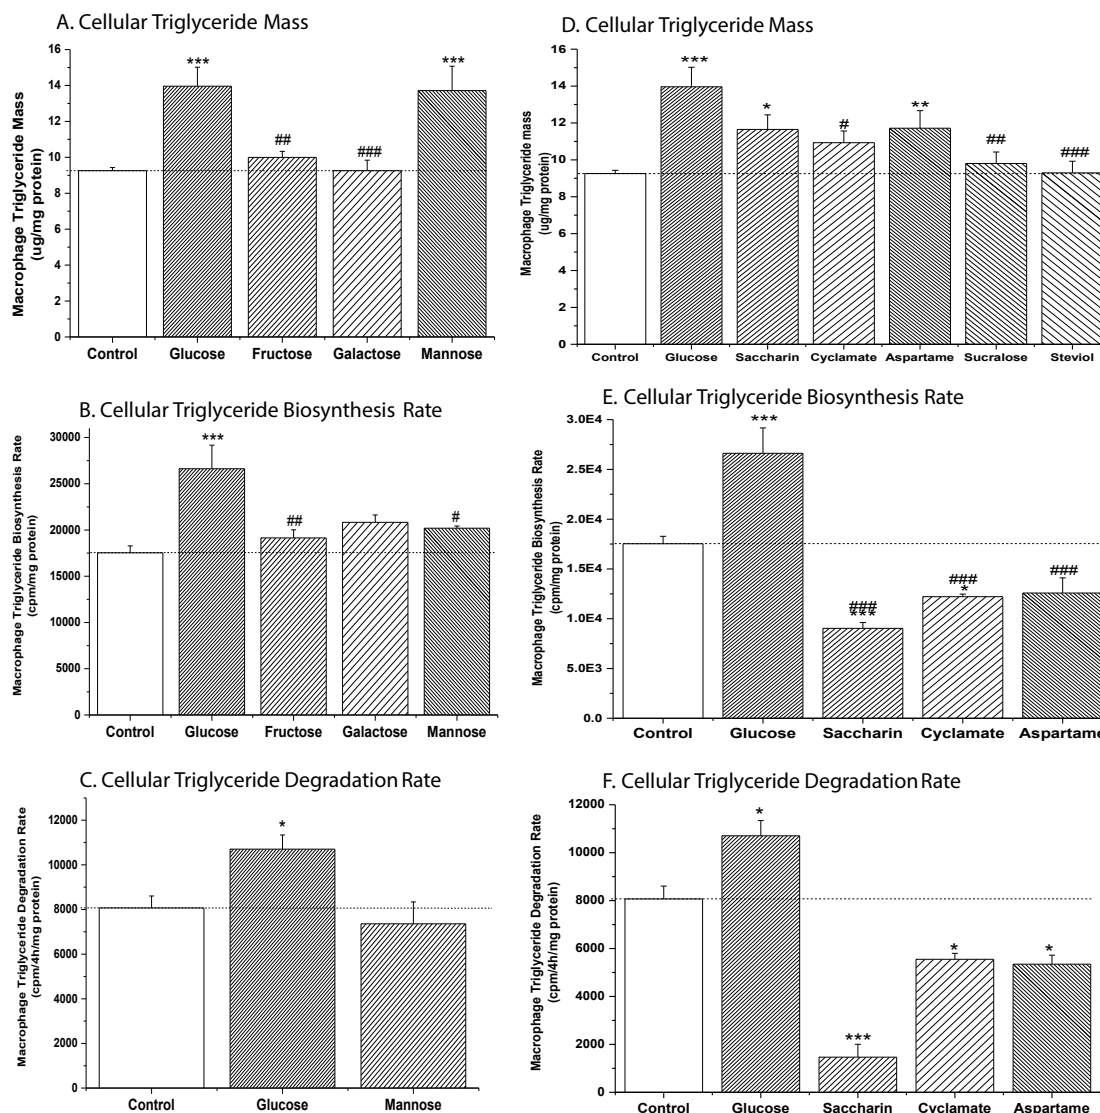 A. Cellular Triglyceride Mass
Macrophage Triglyceride Mass
(ug/mg protein)
16
14
12
10
8
6
4
2
0
***
##
###
***
Control Glucose Fructose Galactose Mannose
B. Cellular Triglyceride Biosynthesis Rate
Macrophage Triglyceride Biosynthesis Rate
(cpm/mg protein)
30000
25000
20000
15000
10000
5000
0
***
##
#
Control Glucose Fructose Galactose Mannose
C. Cellular Triglyceride Degradation Rate
Macrophage Triglyceride Degradation Rate
(cpm/4h/mg protein)
12000
10000
8000
6000
4000
2000
0
*
Control Glucose Mannose
D. Cellular Triglyceride Mass
Macrophage Triglyceride mass
(ug/mg protein)
16
14
12
10
8
6
4
2
0
***
*
#
**
##
###
Control Glucose Saccharin Cyclamate Aspartame Sucralose Steviol
E. Cellular Triglyceride Biosynthesis Rate
Macrophage Triglyceride Biosynthesis Rate
(cpm/mg protein)
3.0E4
2.5E4
2.0E4
1.5E4
1.0E4
5.0E3
0.0
***
###
***
###
*
###
Control Glucose Saccharin Cyclamate Aspartame
F. Cellular Triglyceride Degradation Rate
Macrophage Triglyceride Degradation Rate
(cpm/4h/mg protein)
12000
10000
8000
6000
4000
2000
0
*
***
*
*
Control Glucose Saccharin Cyclamate Aspartame